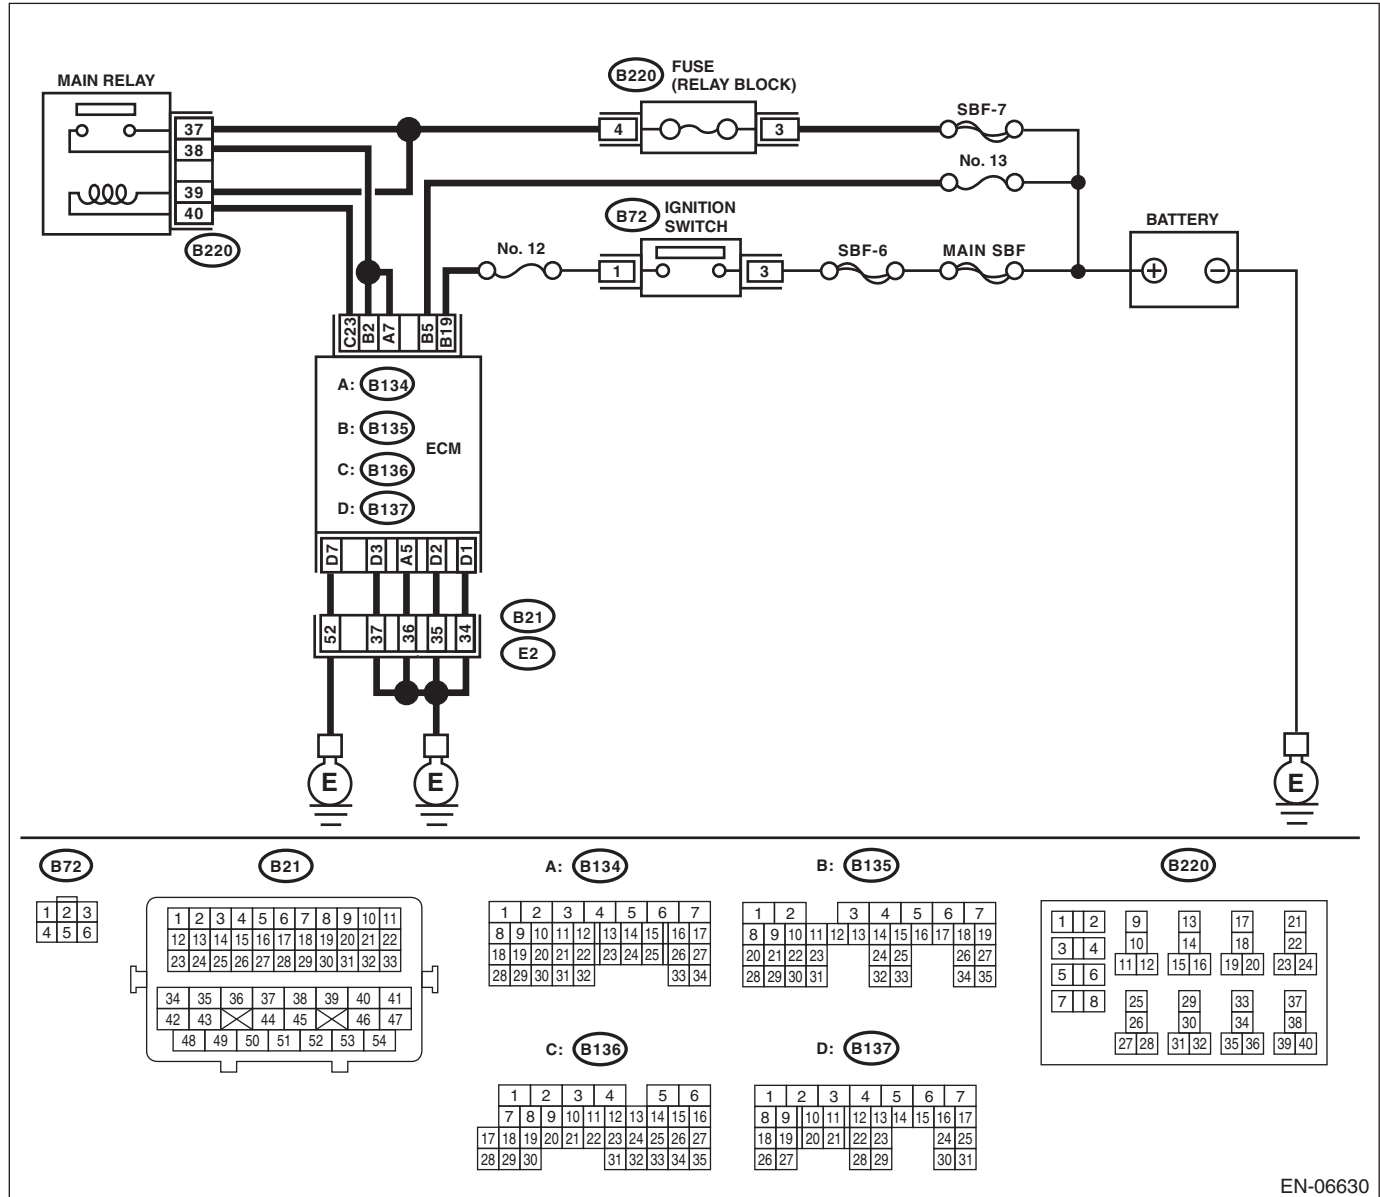 MAIN RELAY
37
38
39
40
B220
B220
FUSE
(RELAY BLOCK)
4
3
SBF-7
No. 13
B72
IGNITION
SWITCH
No. 12
1
3
SBF-6
MAIN SBF
BATTERY
+
−
C23
B2
A7
B5
B19
A: B134
B: B135
C: B136
D: B137
ECM
D7
D3
A5
D2
D1
52
37
36
35
34
B21
E2
E
E
E
B72
1 2 3
4 5 6
B21
1 2 3 4 5 6 7 8 9 10 11
12 13 14 15 16 17 18 19 20 21 22
23 24 25 26 27 28 29 30 31 32 33
34 35 36 37 38 39 40 41
42 43 44 45 46 47
48 49 50 51 52 53 54
A: B134
1 2 3 4 5 6 7
8 9 10 11 12 13 14 15 16 17
18 19 20 21 22 23 24 25 26 27
28 29 30 31 32 33 34
B: B135
1 2 3 4 5 6 7
8 9 10 11 12 13 14 15 16 17 18 19
20 21 22 23 24 25 26 27
28 29 30 31 32 33 34 35
B220
1 2 9 13 17 21
3 4 10 14 18 22
5 6 11 12 15 16 19 20 23 24
7 8 25 29 33 37
26 30 34 38
27 28 31 32 35 36 39 40
C: B136
1 2 3 4 5 6
7 8 9 10 11 12 13 14 15 16
17 18 19 20 21 22 23 24 25 26 27
28 29 30 31 32 33 34 35
D: B137
1 2 3 4 5 6 7
8 9 10 11 12 13 14 15 16 17
18 19 20 21 22 23 24 25
26 27 28 29 30 31
EN-06630